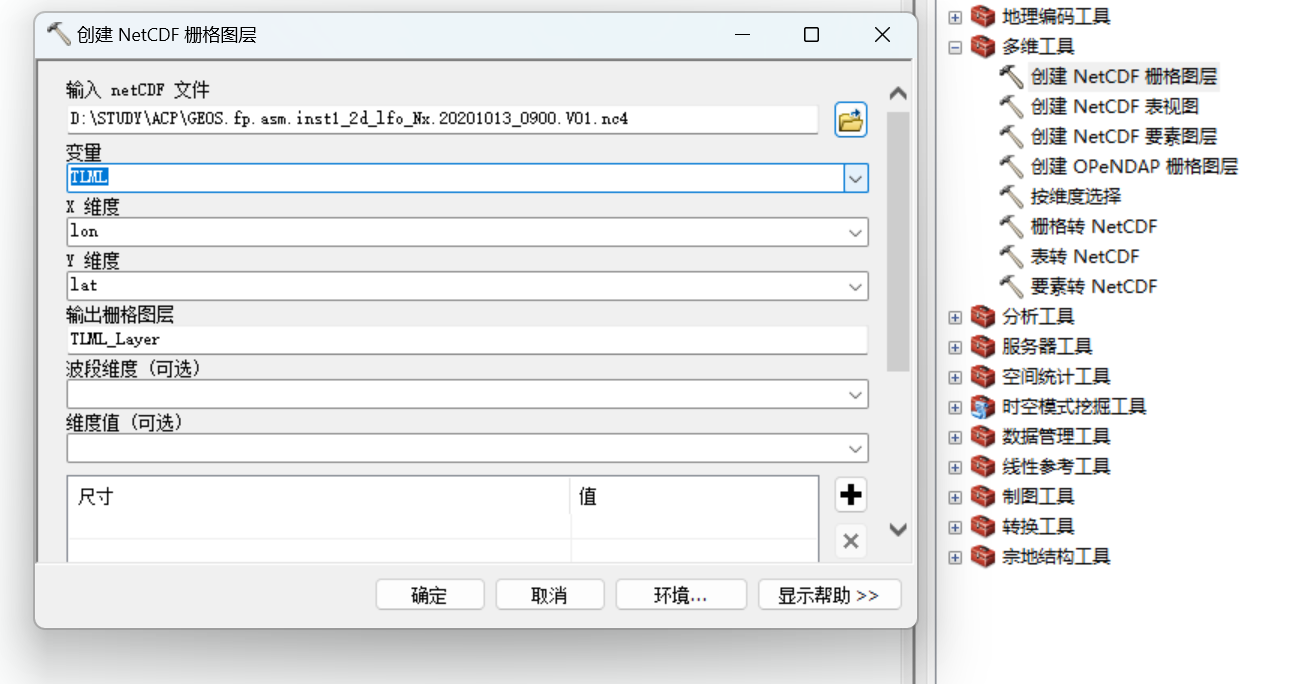 创建 NetCDF 栅格图层
输入 netCDF 文件
D:\STUDY\ACP\GEOS.fp.asm.inst1_2d_lfo_Nx.20201013_0900.V01.nc4
变量
TLML
X 维度
lon
Y 维度
lat
输出栅格图层
TLML_Layer
波段维度 (可选)
维度值 (可选)
尺寸 值
确定 取消 环境... 显示帮助 >>
地理编码工具
多维工具
创建 NetCDF 栅格图层
创建 NetCDF 表视图
创建 NetCDF 要素图层
创建 OPeNDAP 栅格图层
按维度选择
栅格转 NetCDF
表转 NetCDF
要素转 NetCDF
分析工具
服务器工具
空间统计工具
时空模式挖掘工具
数据管理工具
线性参考工具
制图工具
转换工具
宗地结构工具